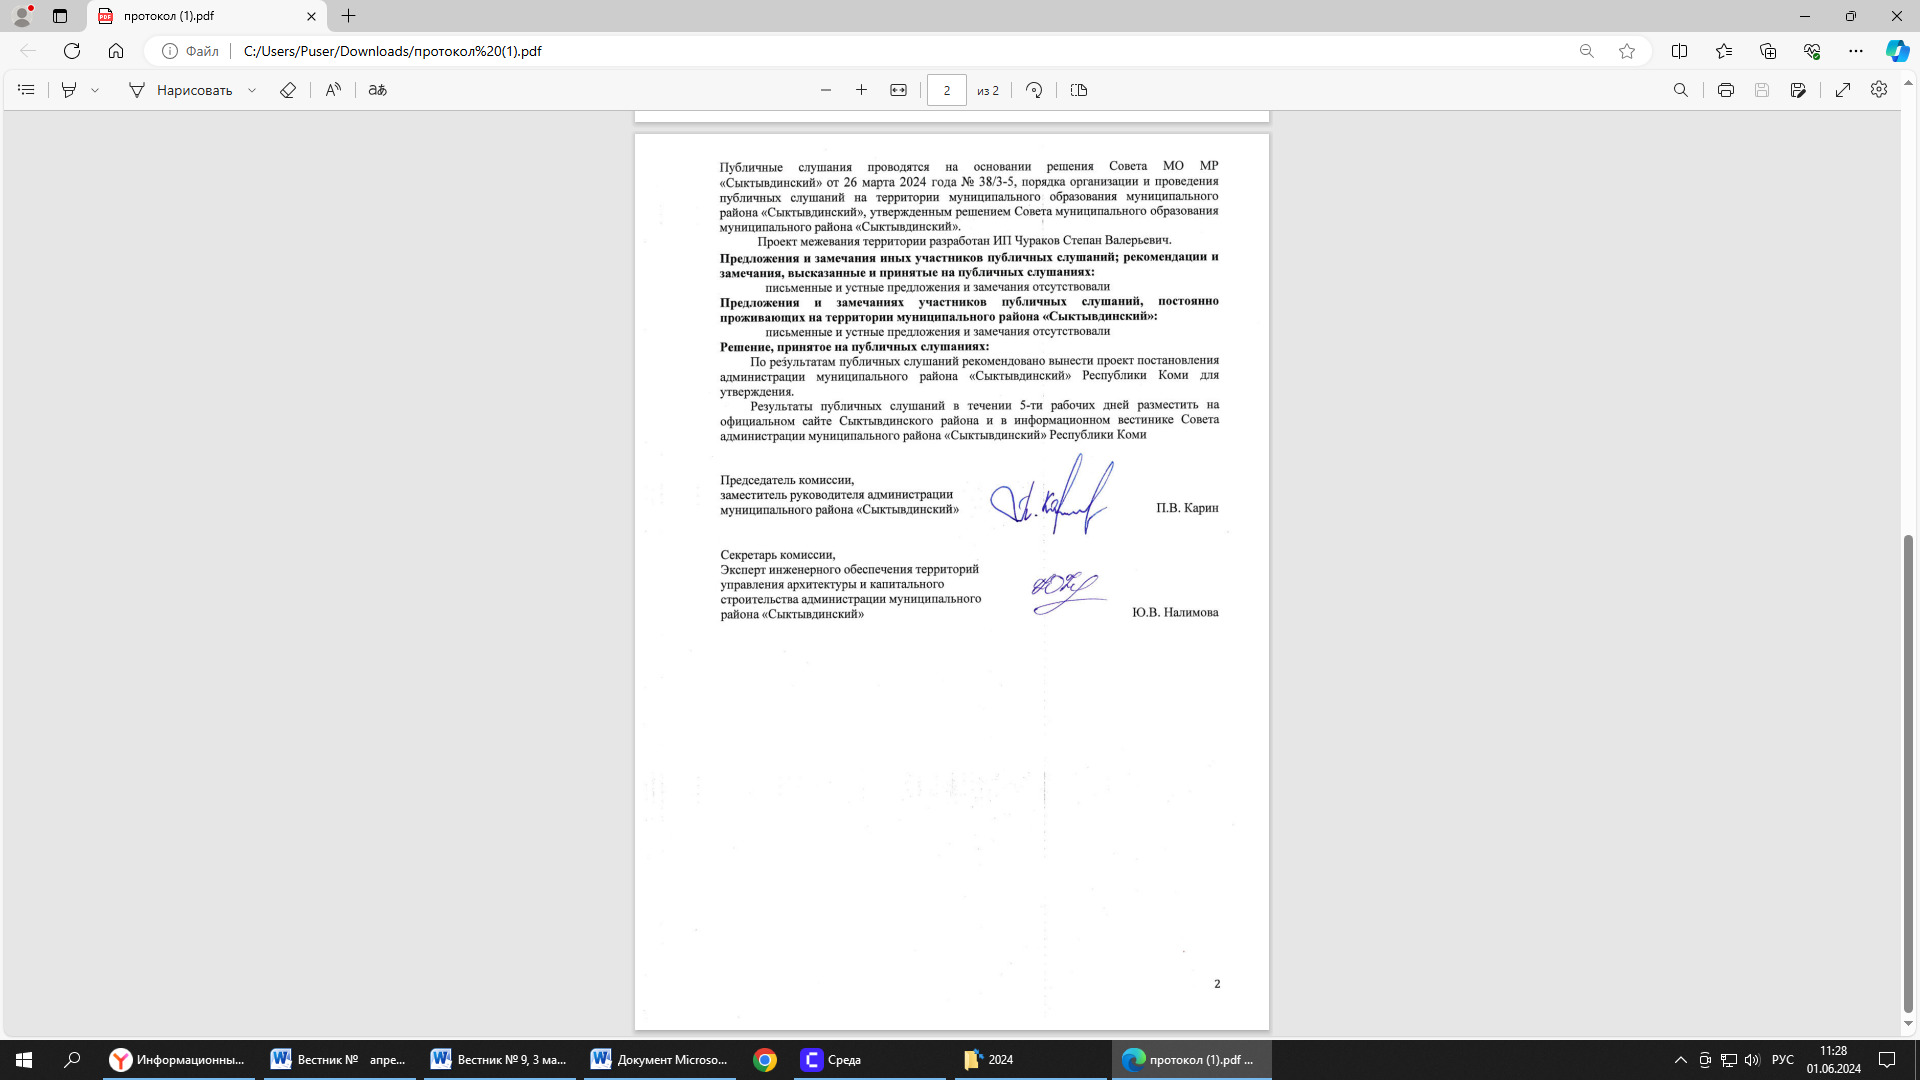 протокол (1).pdf
Файл
C:/Users/Puser/Downloads/протокол%20(1).pdf
Нарисовать
2 из 2
Публичные слушания проводятся на основании решения Совета МО МР
«Сыктывдинский» от 26 марта 2024 года № 38/3-5, порядка организации и проведения
публичных слушаний на территории муниципального образования муниципального
района «Сыктывдинский», утвержденным решением Совета муниципального образования
муниципального района «Сыктывдинский».
Проект межевания территории разработан ИП Чураков Степан Валерьевич.
Предложения и замечания иных участников публичных слушаний; рекомендации и
замечания, высказанные и принятые на публичных слушаниях:
письменные и устные предложения и замечания отсутствовали
Предложения и замечаниях участников публичных слушаний, постоянно
проживающих на территории муниципального района «Сыктывдинский»:
письменные и устные предложения и замечания отсутствовали
Решение, принятое на публичных слушаниях:
По результатам публичных слушаний рекомендовано вынести проект постановления
администрации муниципального района «Сыктывдинский» Республики Коми для
утверждения.
Результаты публичных слушаний в течении 5-ти рабочих дней разместить на
официальном сайте Сыктывдинского района и в информационном вестинике Совета
администрации муниципального района «Сыктывдинский» Республики Коми
Председатель комиссии,
заместитель руководителя администрации
муниципального района «Сыктывдинский»
П.В. Карин
Секретарь комиссии,
Эксперт инженерного обеспечения территорий
управления архитектуры и капитального
строительства администрации муниципального
района «Сыктывдинский»
Ю.В. Налимова
2
Информационны...
Вестник № апре...
Вестник № 9, 3 ма...
Документ Microso...
Среда
2024
протокол (1).pdf ...
РУС
11:28
01.06.2024